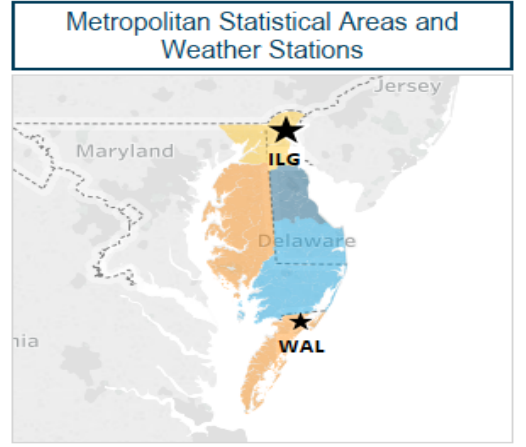 Metropolitan Statistical Areas and
Weather Stations
Jersey
Maryland
ILG
Delaware
nia
WAL